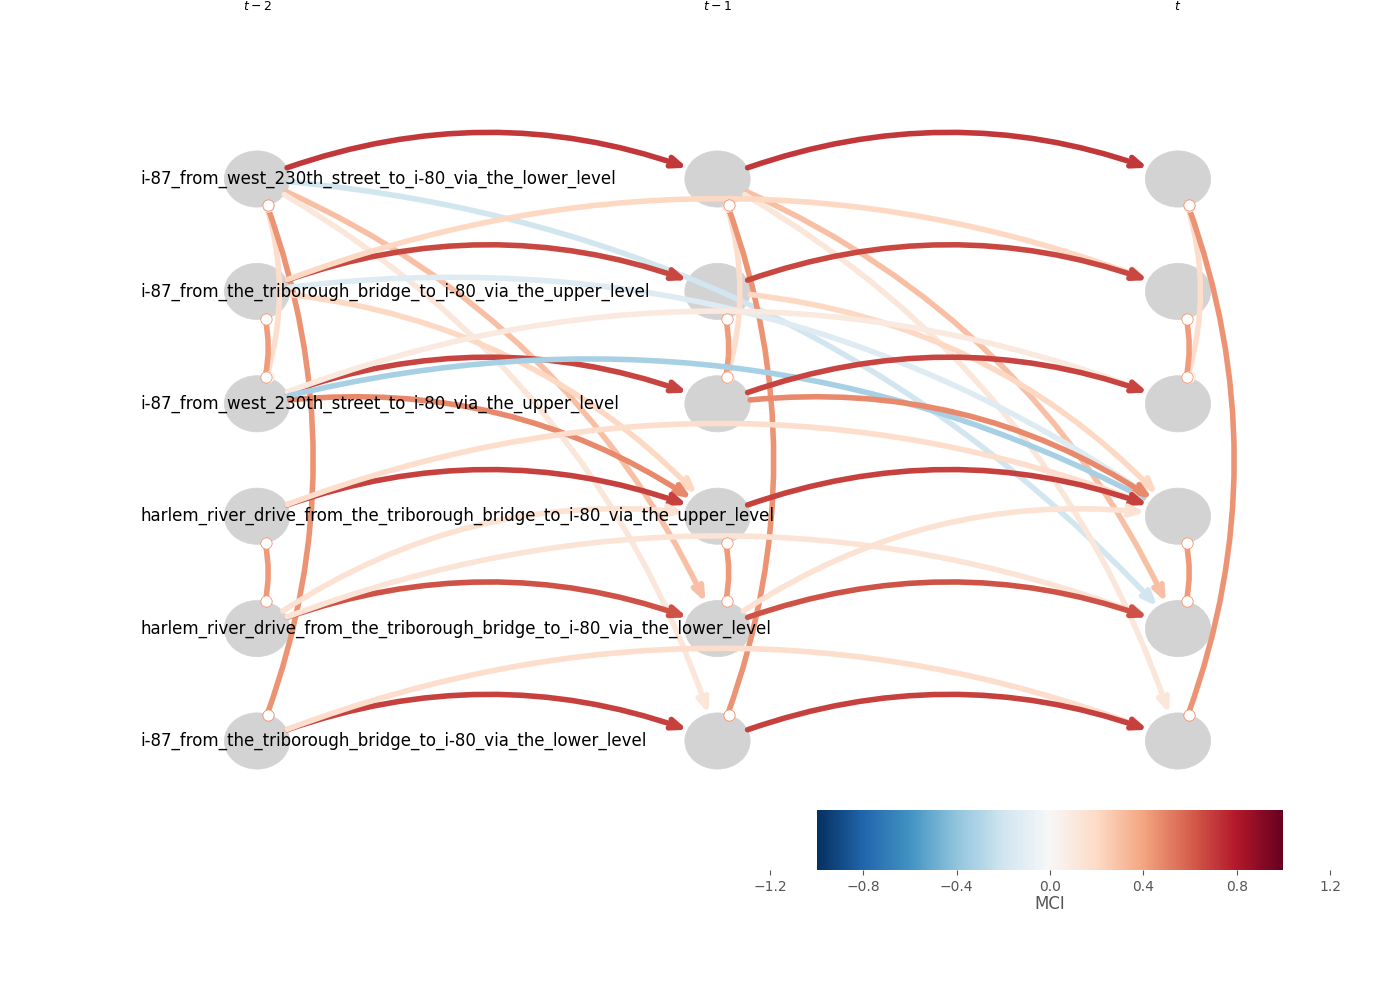 t − 2 t − 1 t
i-87_from_west_230th_street_to_i-80_via_the_lower_level
i-87_from_the_triborough_bridge_to_i-80_via_the_upper_level
i-87_from_west_230th_street_to_i-80_via_the_upper_level
harlem_river_drive_from_the_triborough_bridge_to_i-80_via_the_upper_level
harlem_river_drive_from_the_triborough_bridge_to_i-80_via_the_lower_level
i-87_from_the_triborough_bridge_to_i-80_via_the_lower_level
−1.2 −0.8 −0.4 0.0 0.4 0.8 1.2
MCI